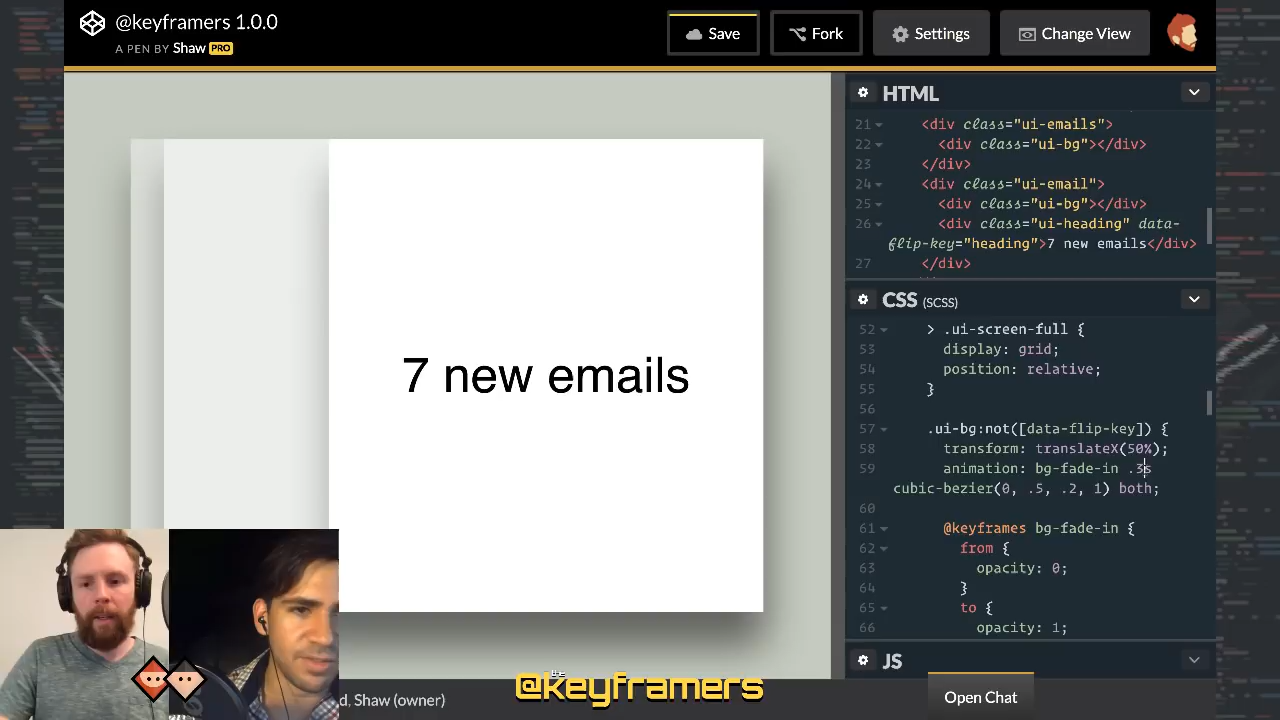 @keyframers 1.0.0
A PEN BY Shaw PRO
Save
Fork
Settings
Change View
7 new emails
HTML
21 <div class="ui-emails">
22 <div class="ui-bg"></div>
23 </div>
24 <div class="ui-email">
25 <div class="ui-bg"></div>
26 <div class="ui-heading" data-
flip-key="heading">7 new emails</div>
27 </div>
CSS (SCSS)
52 > .ui-screen-full {
53 display: grid;
54 position: relative;
55 }
56
57 .ui-bg:not([data-flip-key]) {
58 transform: translateX(50%);
59 animation: bg-fade-in .3s
cubic-bezier(0, .5, .2, 1) both;
60
61 @keyframes bg-fade-in {
62 from {
63 opacity: 0;
64 }
65 to {
66 opacity: 1;
JS
d, Shaw (owner)
the
@keyframers
Open Chat